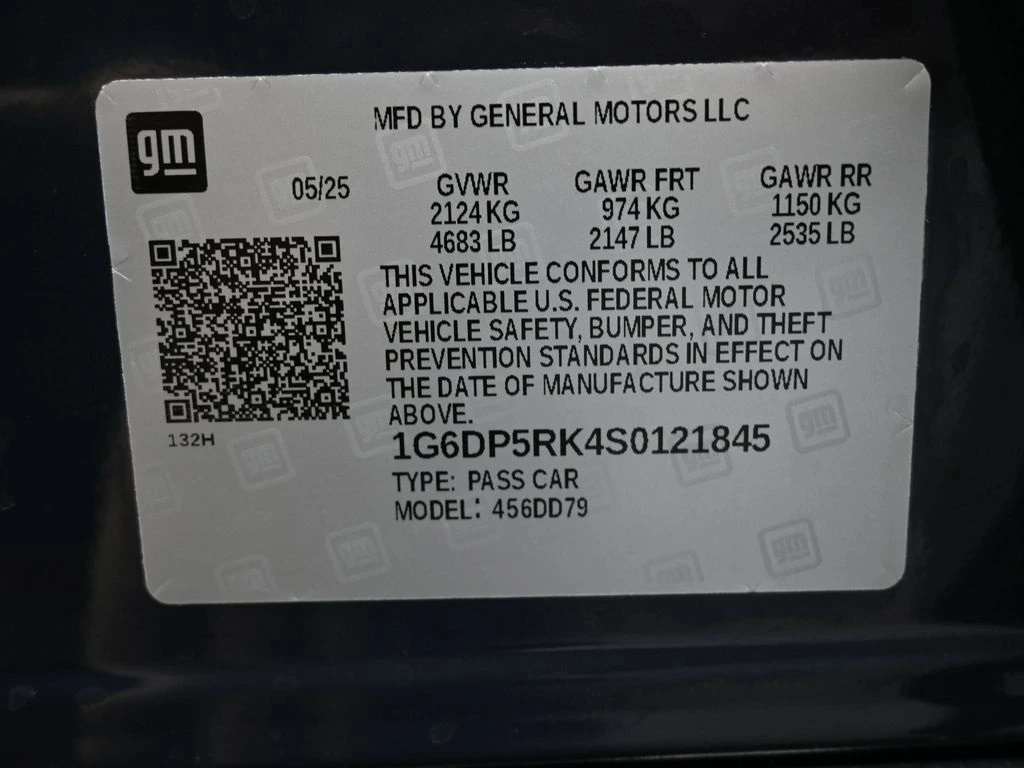 gm
MFD BY GENERAL MOTORS LLC
05/25 GVWR GAWR FRT GAWR RR
2124 KG 974 KG 1150 KG
4683 LB 2147 LB 2535 LB
THIS VEHICLE CONFORMS TO ALL
APPLICABLE U.S. FEDERAL MOTOR
VEHICLE SAFETY, BUMPER, AND THEFT
PREVENTION STANDARDS IN EFFECT ON
THE DATE OF MANUFACTURE SHOWN
ABOVE.
132H
1G6DP5RK4S0121845
TYPE: PASS CAR
MODEL: 456DD79